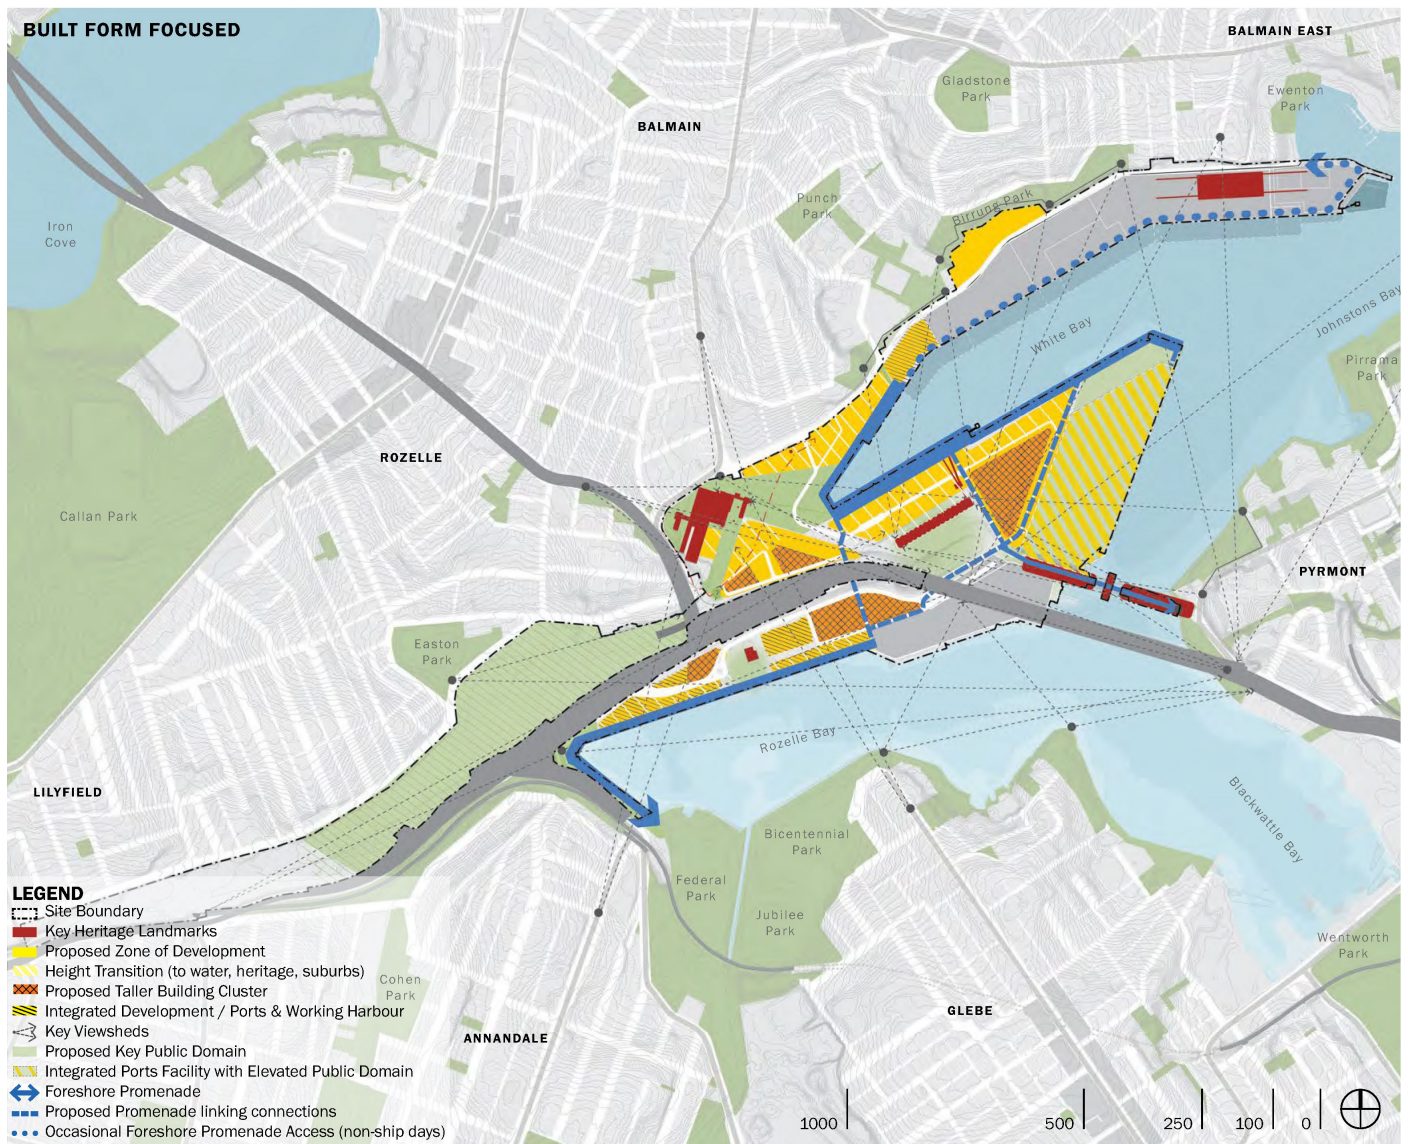 BUILT FORM FOCUSED
BALMAIN EAST
Gladstone
Park
Ewenton
Park
BALMAIN
Punch
Park
Birrung Park
Iron
Cove
Johnstons Bay
White Bay
Pirrama
Park
ROZELLE
Callan Park
PYRMONT
Easton
Park
Rozelle Bay
LILYFIELD
Blackwattle Bay
Bicentennial
Park
Federal
Park
Jubilee
Park
Wentworth
Park
Cohen
Park
GLEBE
ANNANDALE
LEGEND
Site Boundary
Key Heritage Landmarks
Proposed Zone of Development
Height Transition (to water, heritage, suburbs)
Proposed Taller Building Cluster
Integrated Development / Ports & Working Harbour
Key Viewsheds
Proposed Key Public Domain
Integrated Ports Facility with Elevated Public Domain
Foreshore Promenade
Proposed Promenade linking connections
Occasional Foreshore Promenade Access (non-ship days)
1000 500 250 100 0